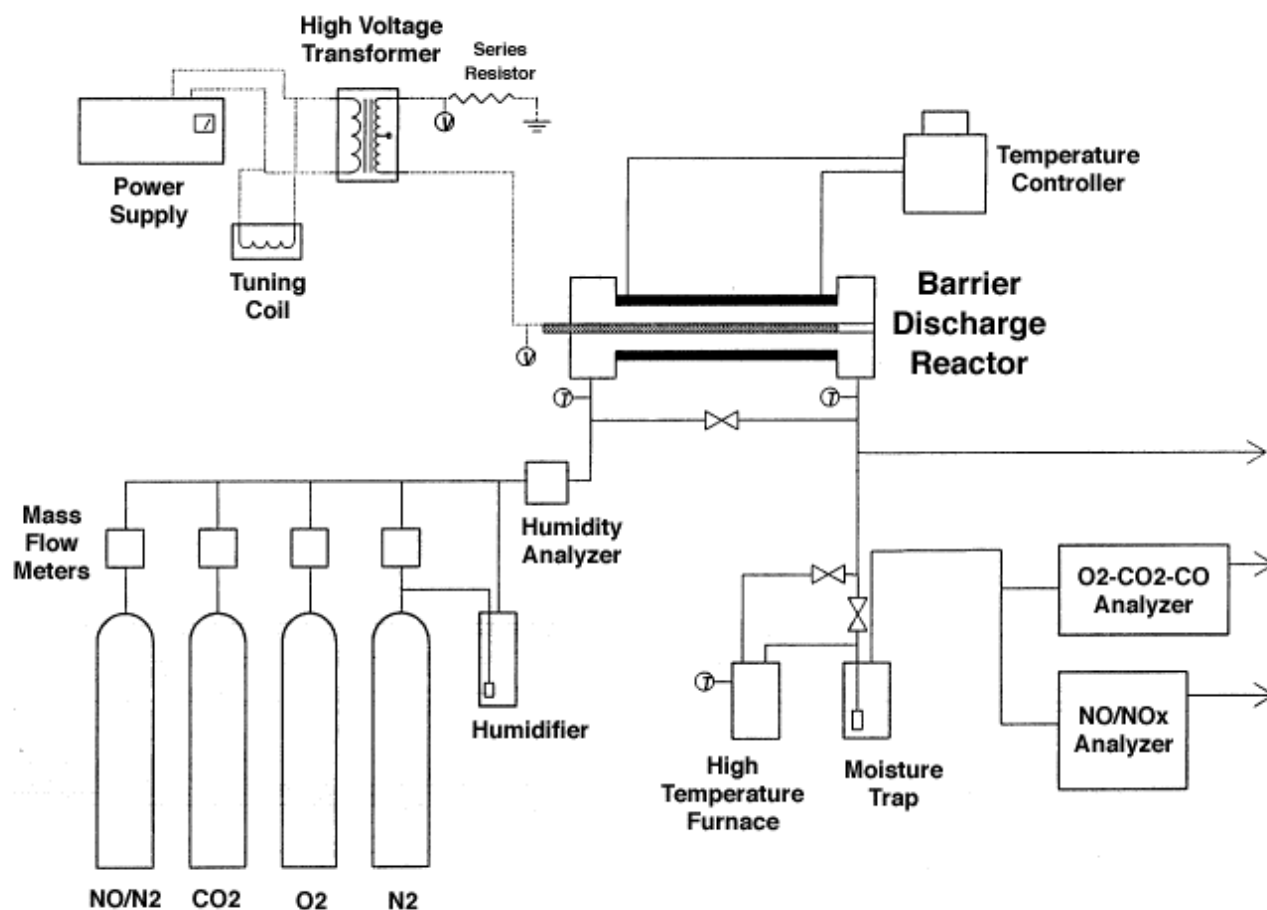 High Voltage
Transformer
Series
Resistor
V
Power
Supply
Tuning
Coil
Temperature
Controller
Barrier
Discharge
Reactor
V
T
T
Mass
Flow
Meters
Humidity
Analyzer
O2-CO2-CO
Analyzer
T
Humidifier
NO/NOx
Analyzer
High
Temperature
Furnace
Moisture
Trap
NO/N2
CO2
O2
N2